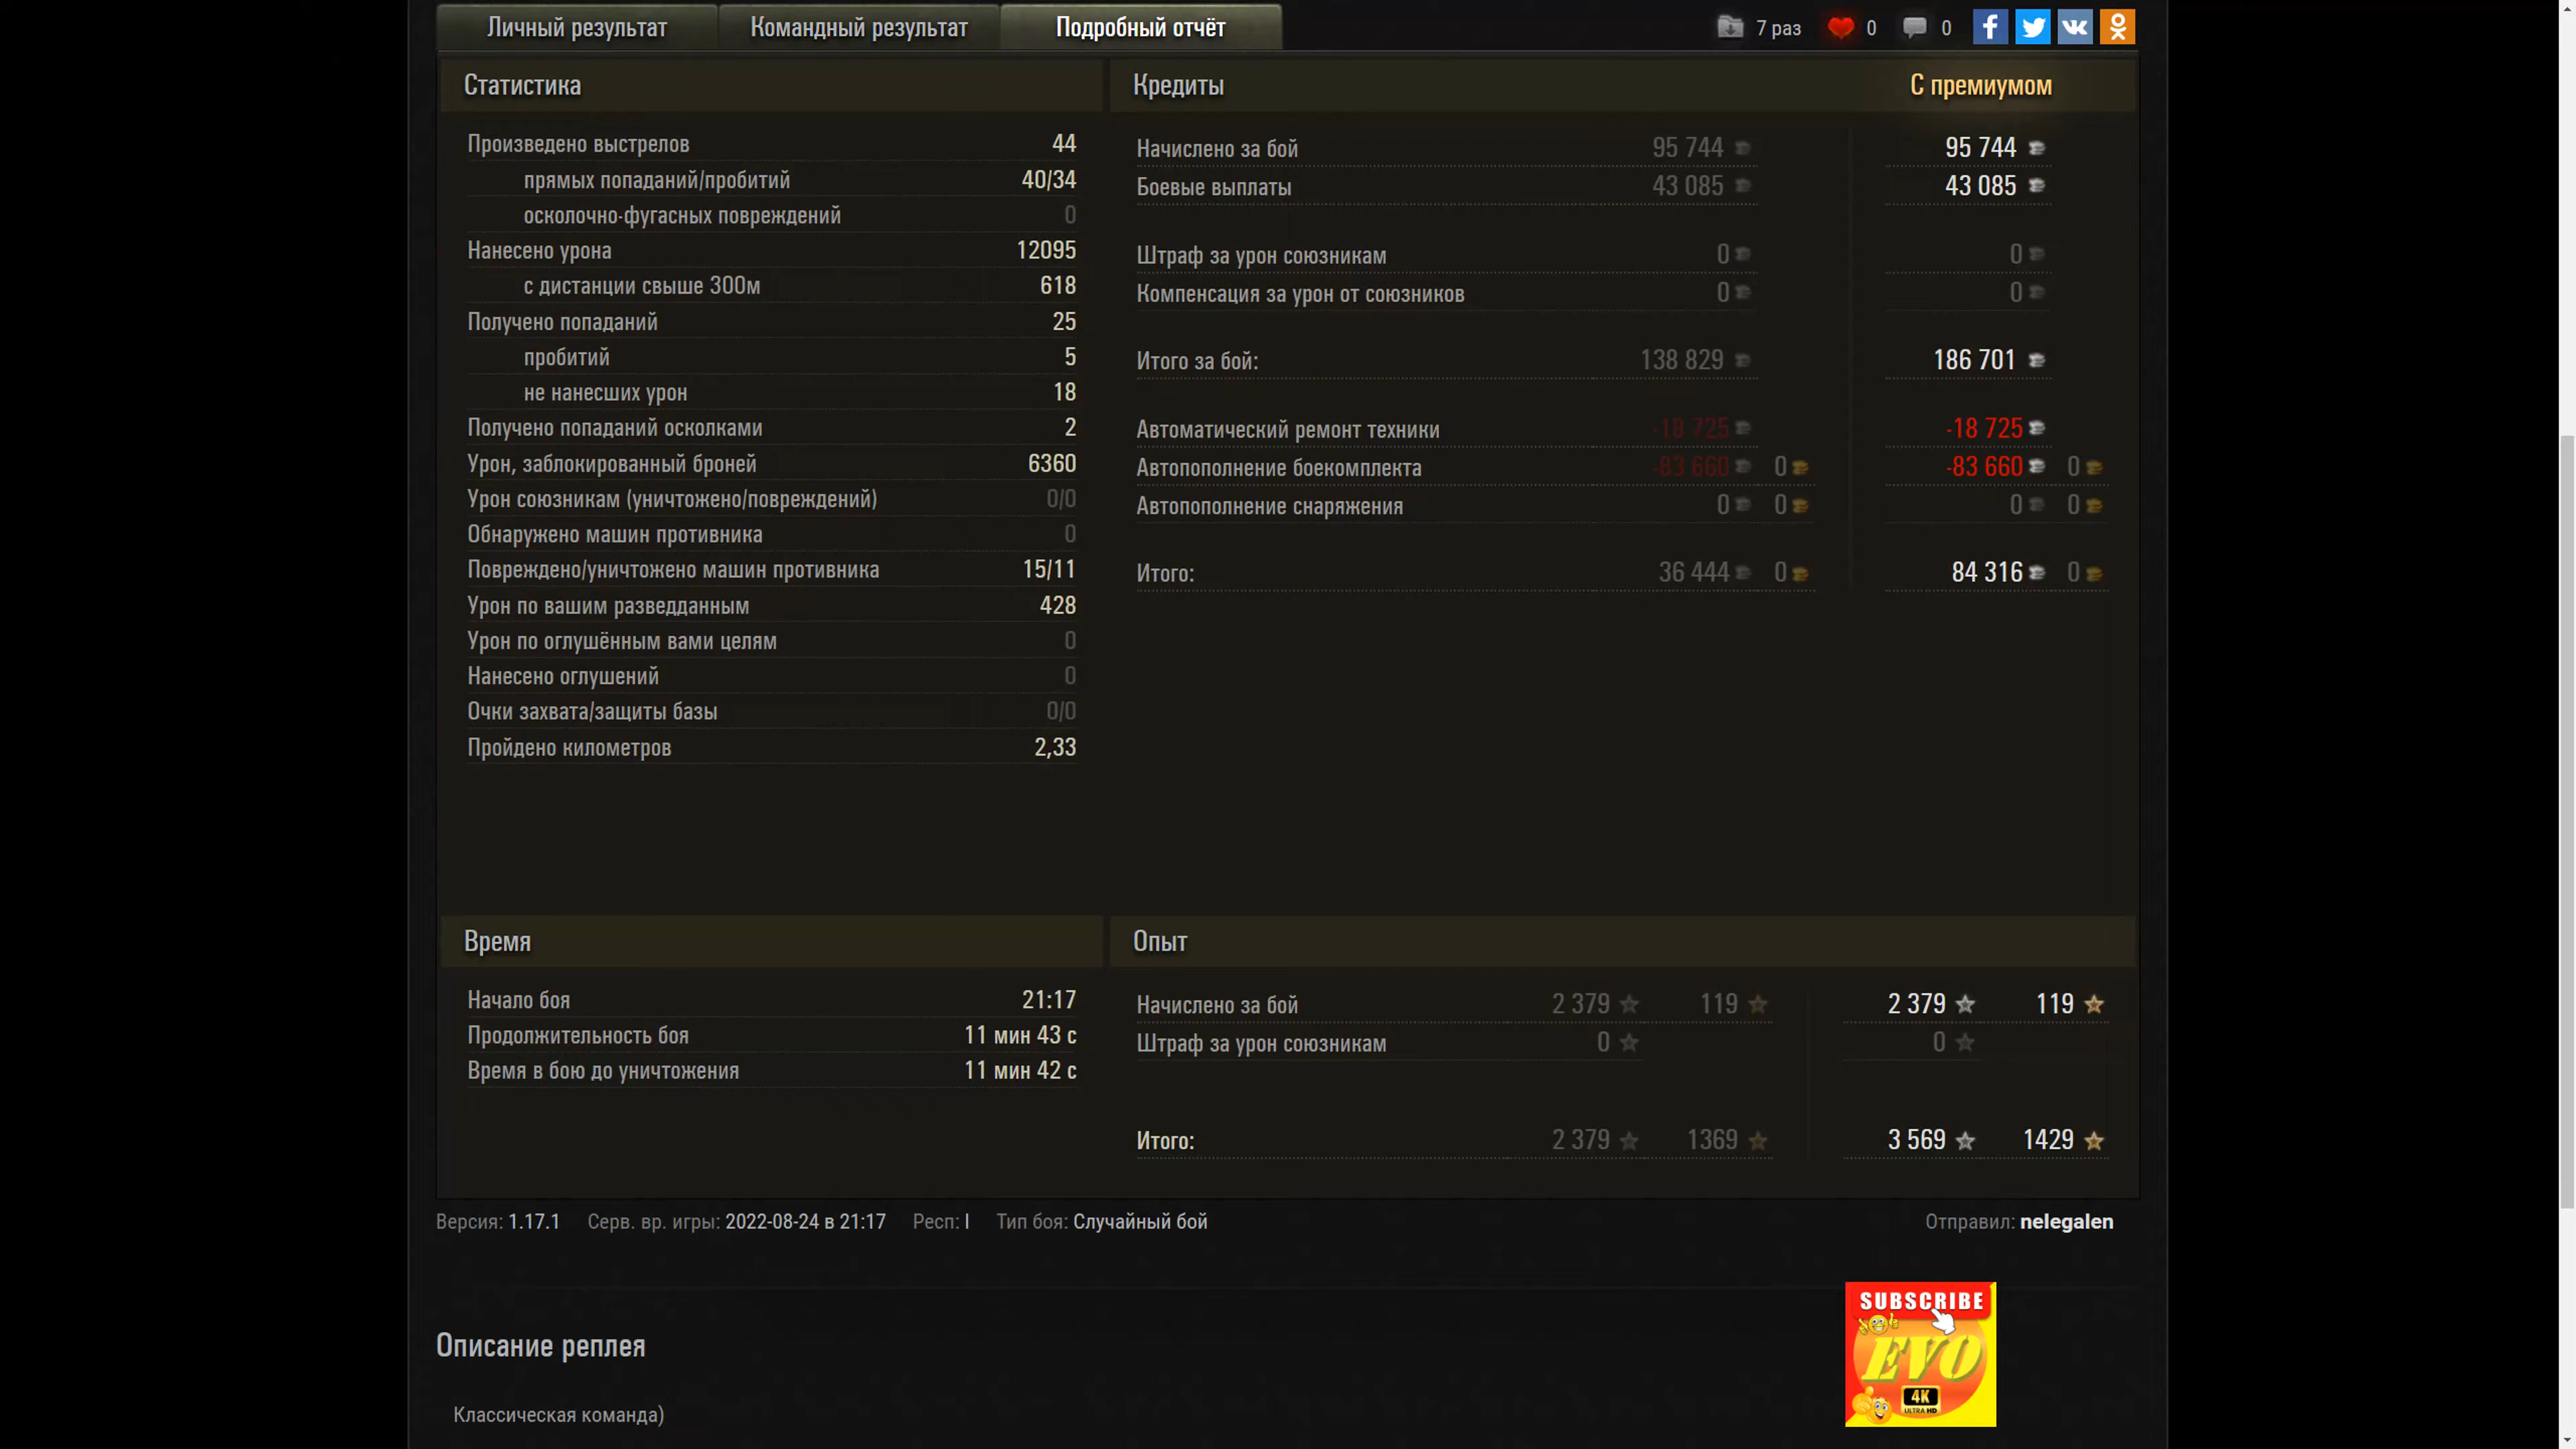 Личный результат Командный результат Подробный отчёт 7 раз 0 0
Статистика
Произведено выстрелов 44
прямых попаданий/пробитий 40/34
осколочно-фугасных повреждений 0
Нанесено урона 12095
с дистанции свыше 300м 618
Получено попаданий 25
пробитий 5
не нанесших урон 18
Получено попаданий осколками 2
Урон, заблокированный броней 6360
Урон союзникам (уничтожено/повреждений) 0/0
Обнаружено машин противника 0
Повреждено/уничтожено машин противника 15/11
Урон по вашим разведданным 428
Урон по оглушённым вами целям 0
Нанесено оглушений 0
Очки захвата/защиты базы 0/0
Пройдено километров 2,33
Кредиты С премиумом
Начислено за бой 95 744 95 744
Боевые выплаты 43 085 43 085
Штраф за урон союзникам 0 0
Компенсация за урон от союзников 0 0
Итого за бой: 138 829 186 701
Автоматический ремонт техники -18 725 -18 725
Автопополнение боекомплекта -83 660 0 -83 660 0
Автопополнение снаряжения 0 0 0 0
Итого: 36 444 0 84 316 0
Время
Начало боя 21:17
Продолжительность боя 11 мин 43 с
Время в бою до уничтожения 11 мин 42 с
Опыт
Начислено за бой 2 379 119 2 379 119
Штраф за урон союзникам 0 0
Итого: 2 379 1369 3 569 1429
Версия: 1.17.1 Серв. вр. игры: 2022-08-24 в 21:17 Респ: I Тип боя: Случайный бой Отправил: nelegalen
SUBSCRIBE
EVO
4K
ULTRA HD
Описание реплея
Классическая команда)